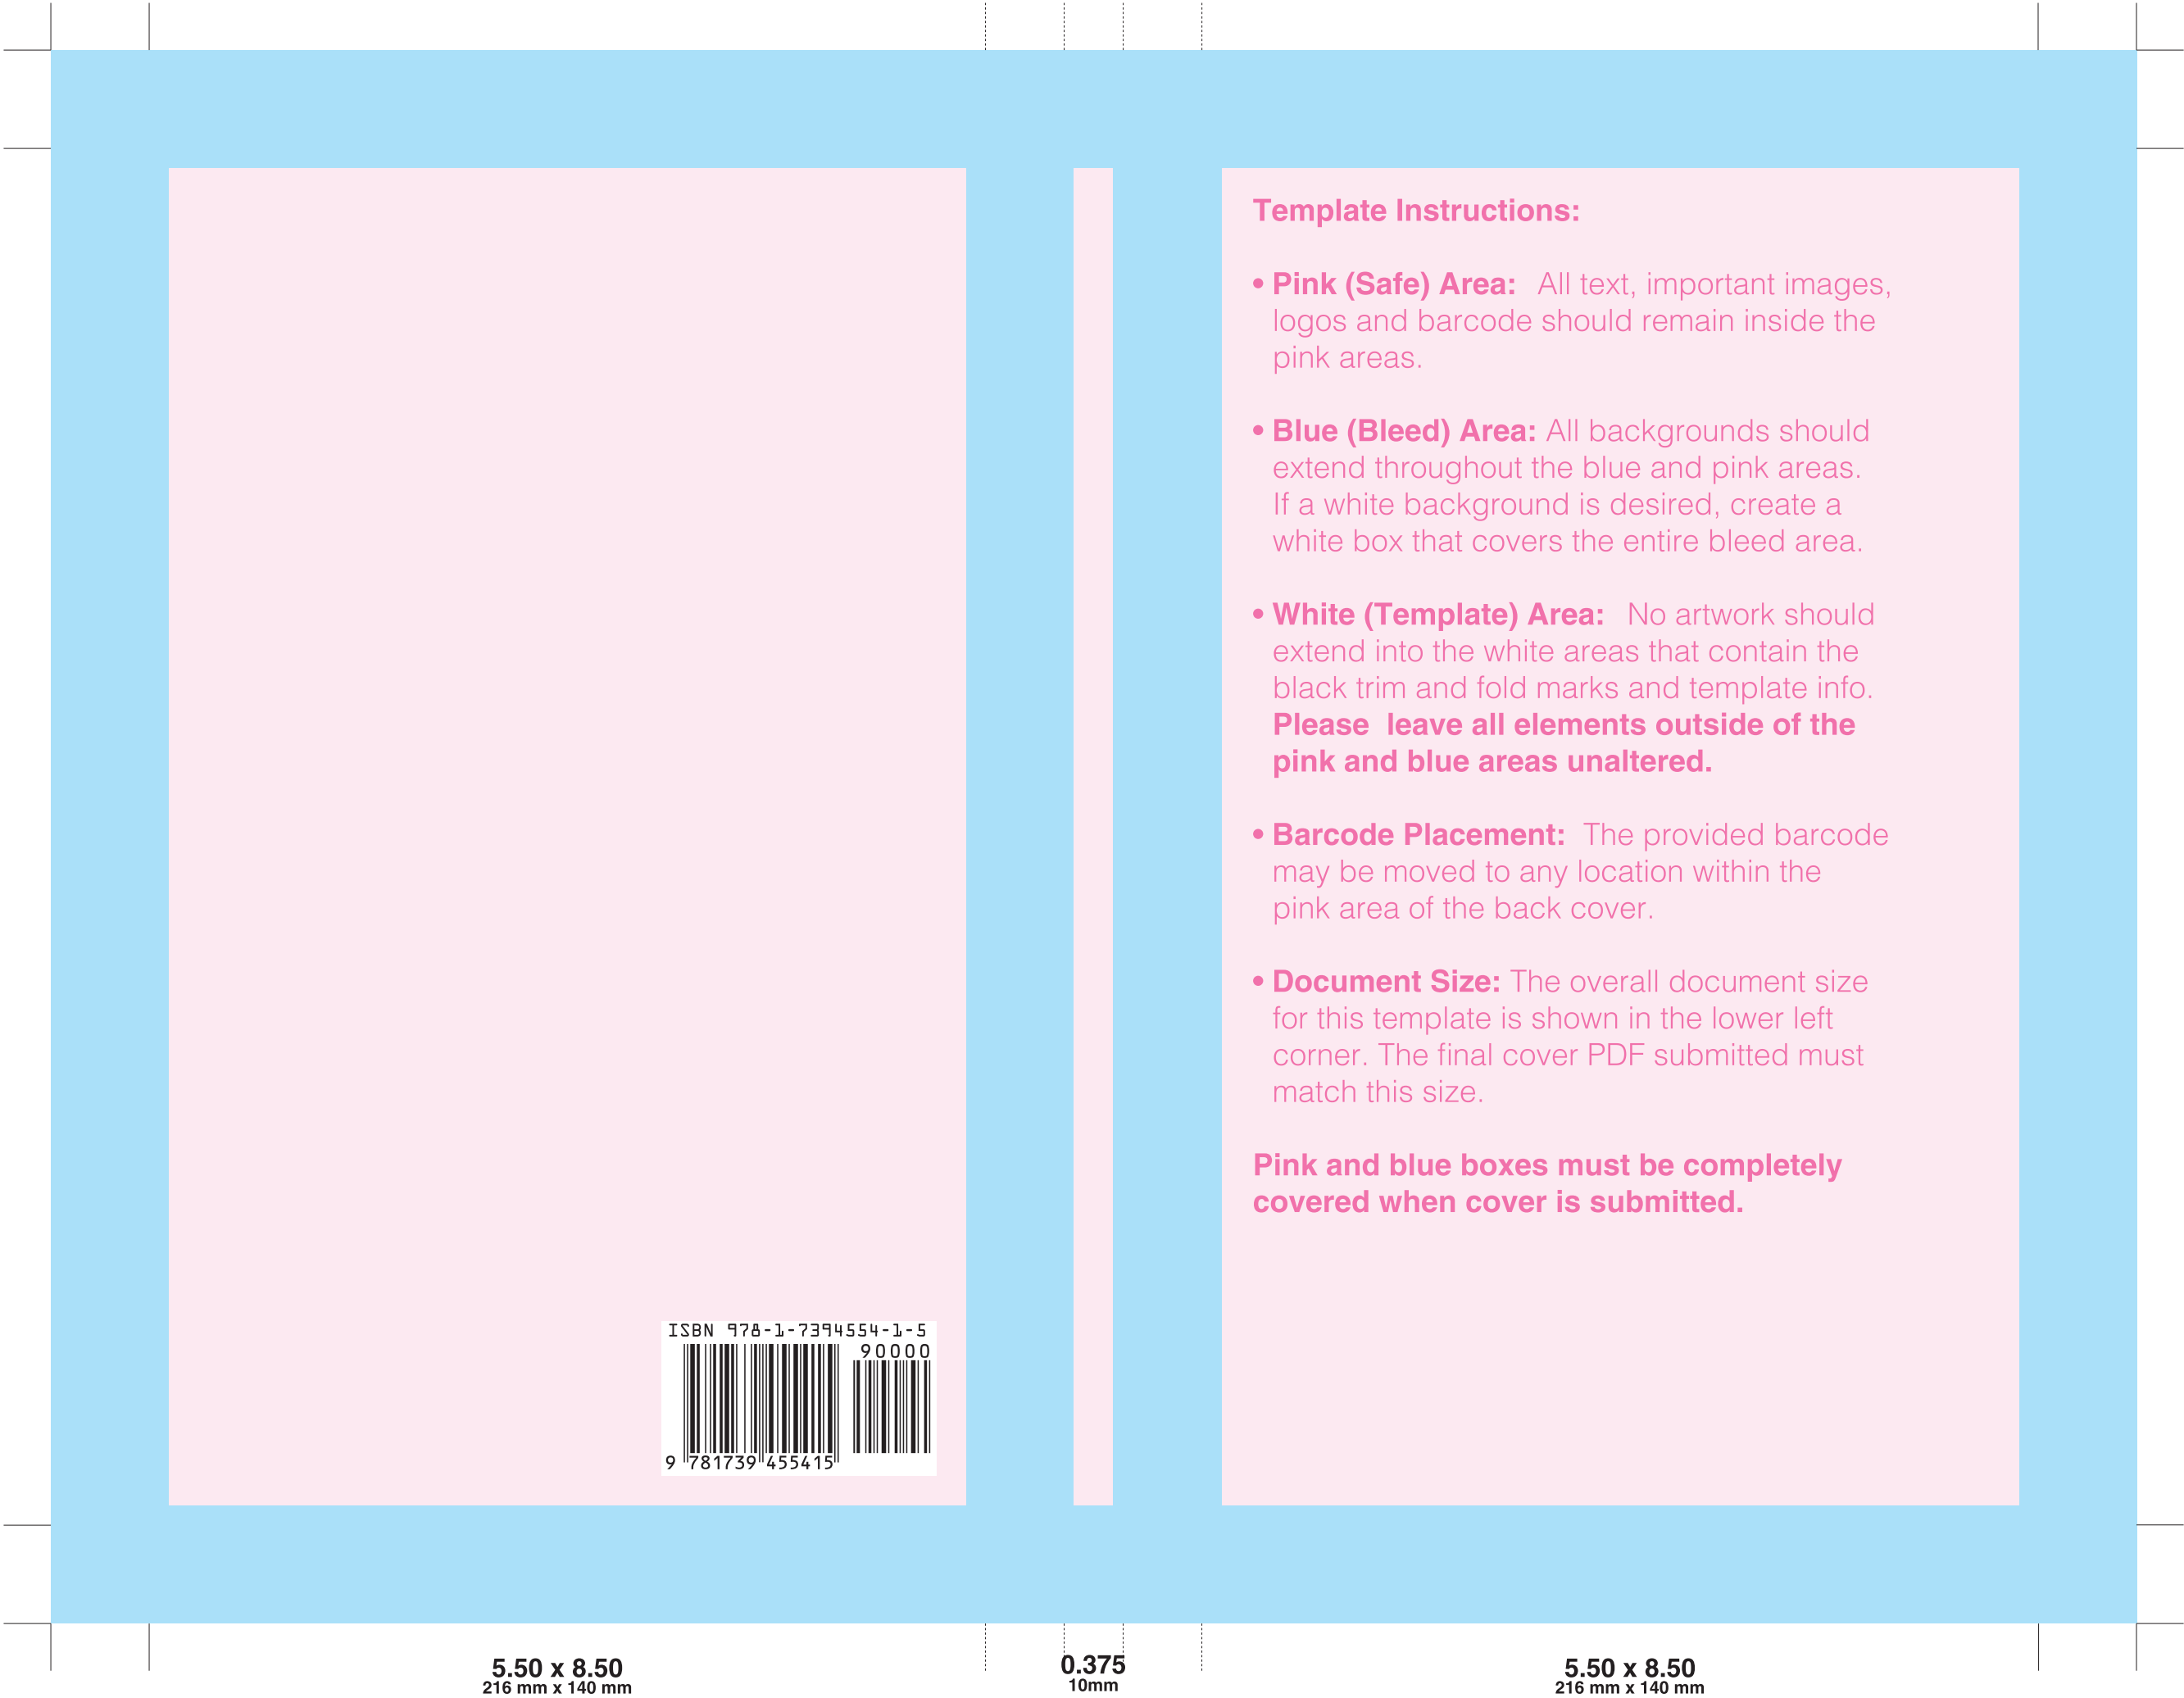 Template Instructions:
• Pink (Safe) Area: All text, important images,
logos and barcode should remain inside the
pink areas.
• Blue (Bleed) Area: All backgrounds should
extend throughout the blue and pink areas.
If a white background is desired, create a
white box that covers the entire bleed area.
• White (Template) Area: No artwork should
extend into the white areas that contain the
black trim and fold marks and template info.
Please leave all elements outside of the
pink and blue areas unaltered.
• Barcode Placement: The provided barcode
may be moved to any location within the
pink area of the back cover.
• Document Size: The overall document size
for this template is shown in the lower left
corner. The final cover PDF submitted must
match this size.
Pink and blue boxes must be completely
covered when cover is submitted.
ISBN 978-1-7394554-1-5
90000
9 781739 455415
5.50 x 8.50
216 mm x 140 mm
0.375
10mm
5.50 x 8.50
216 mm x 140 mm